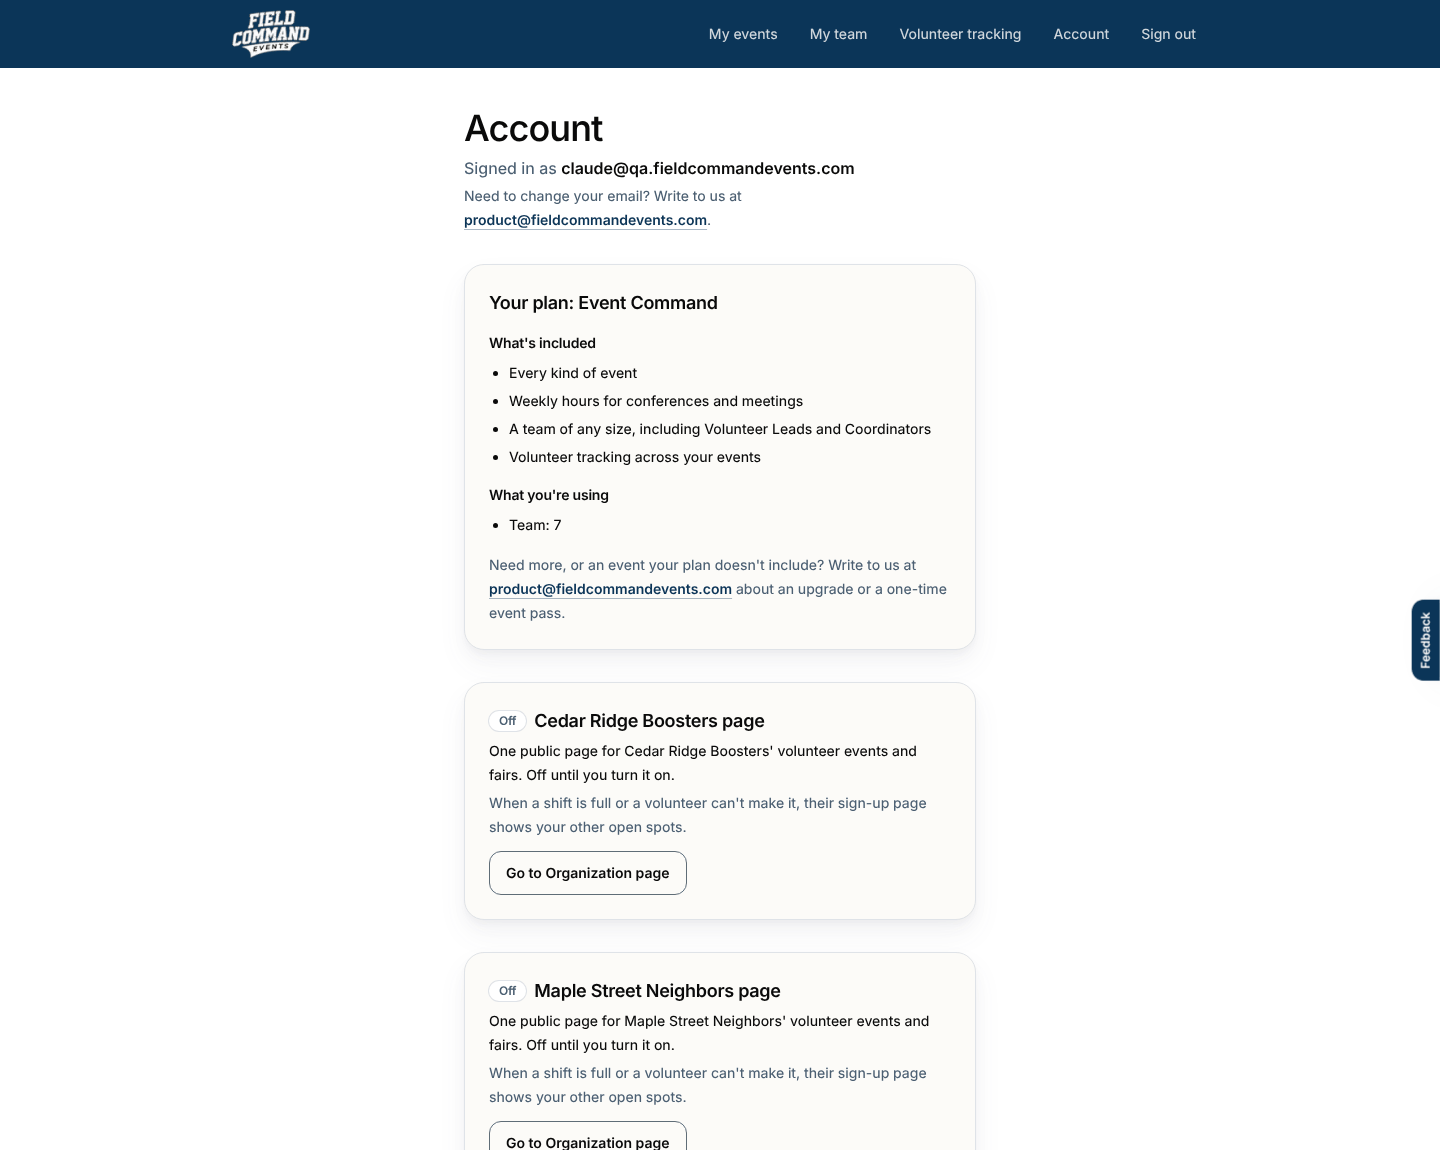 FIELD
COMMAND
EVENTS
My events
My team
Volunteer tracking
Account
Sign out
Account
Signed in as claude@qa.fieldcommandevents.com
Need to change your email? Write to us at
product@fieldcommandevents.com.
Your plan: Event Command
What's included
Every kind of event
Weekly hours for conferences and meetings
A team of any size, including Volunteer Leads and Coordinators
Volunteer tracking across your events
What you're using
Team: 7
Need more, or an event your plan doesn't include? Write to us at
product@fieldcommandevents.com about an upgrade or a one-time
event pass.
Feedback
Off Cedar Ridge Boosters page
One public page for Cedar Ridge Boosters' volunteer events and
fairs. Off until you turn it on.
When a shift is full or a volunteer can't make it, their sign-up page
shows your other open spots.
Go to Organization page
Off Maple Street Neighbors page
One public page for Maple Street Neighbors' volunteer events and
fairs. Off until you turn it on.
When a shift is full or a volunteer can't make it, their sign-up page
shows your other open spots.
Go to Organization page